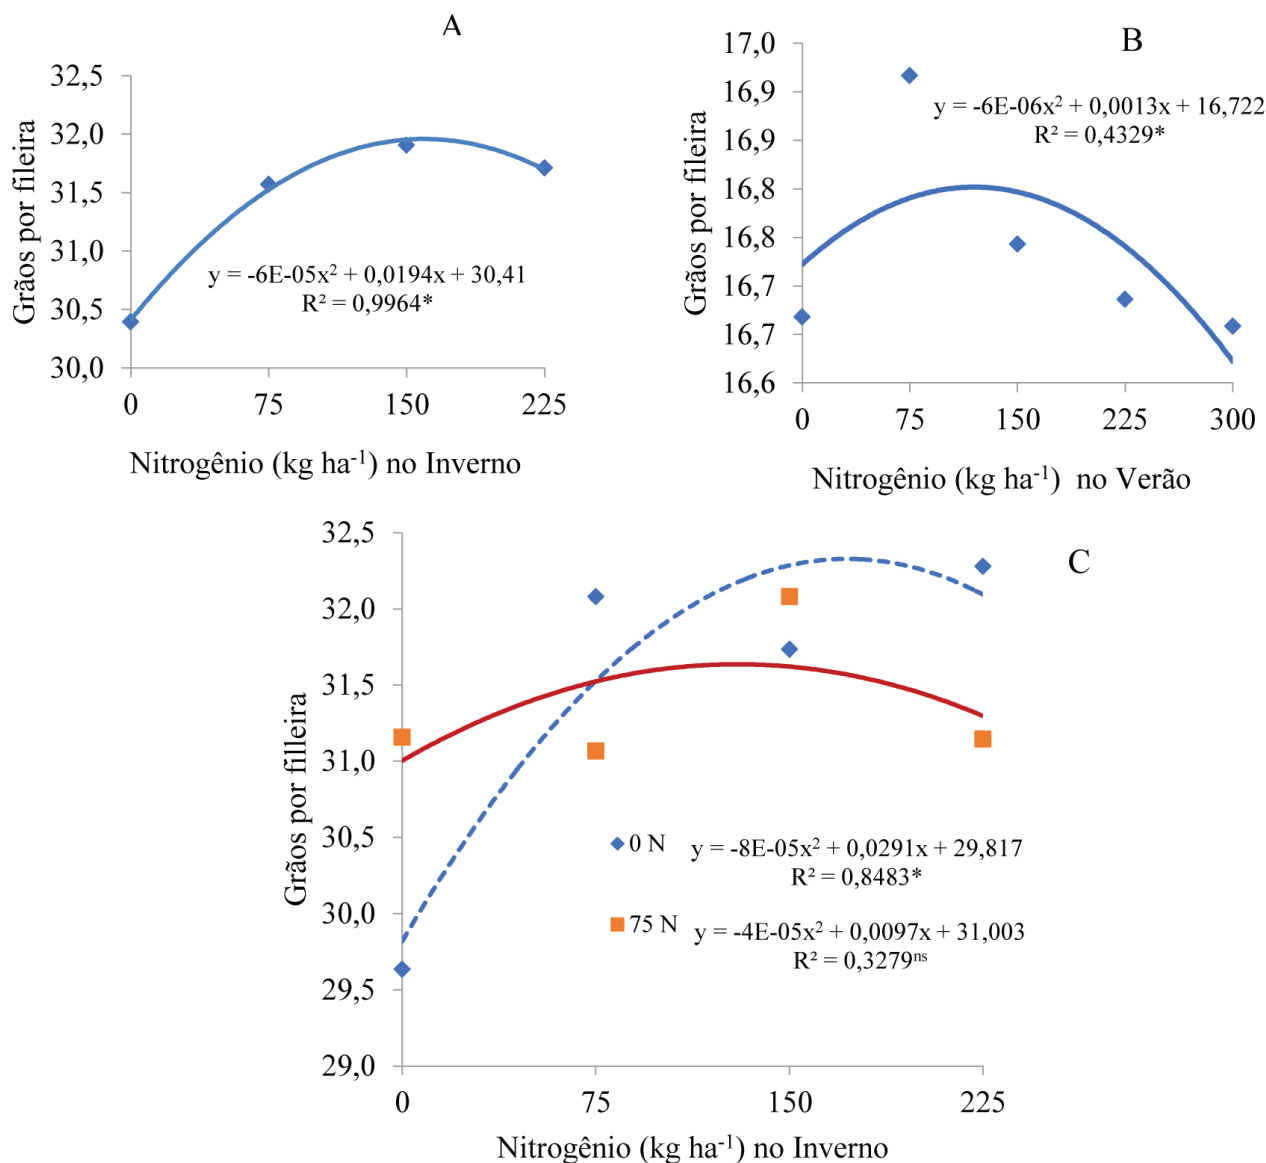 A
32,5
32,0
31,5
31,0
30,5
30,0
Grãos por fileira
y = -6E-05x² + 0,0194x + 30,41
R² = 0,9964*
0 75 150 225
Nitrogênio (kg ha⁻¹) no Inverno
B
17,0
16,9
16,9
16,8
16,8
16,7
16,7
16,6
Grãos por fileira
y = -6E-06x² + 0,0013x + 16,722
R² = 0,4329*
0 75 150 225 300
Nitrogênio (kg ha⁻¹) no Verão
C
32,5
32,0
31,5
31,0
30,5
30,0
29,5
29,0
Grãos por filleira
0 N y = -8E-05x² + 0,0291x + 29,817
R² = 0,8483*
75 N y = -4E-05x² + 0,0097x + 31,003
R² = 0,3279ⁿˢ
0 75 150 225
Nitrogênio (kg ha⁻¹) no Inverno